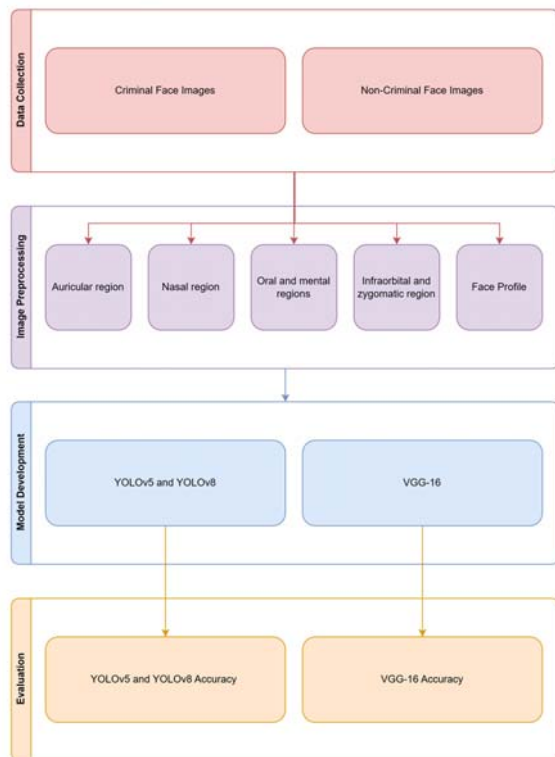 Data Collection
Criminal Face Images
Non-Criminal Face Images
Image Preprocessing
Auricular region
Nasal region
Oral and mental
regions
Infraorbital and
zygomatic region
Face Profile
Model Development
YOLOv5 and YOLOv8
VGG-16
Evaluation
YOLOv5 and YOLOv8 Accuracy
VGG-16 Accuracy